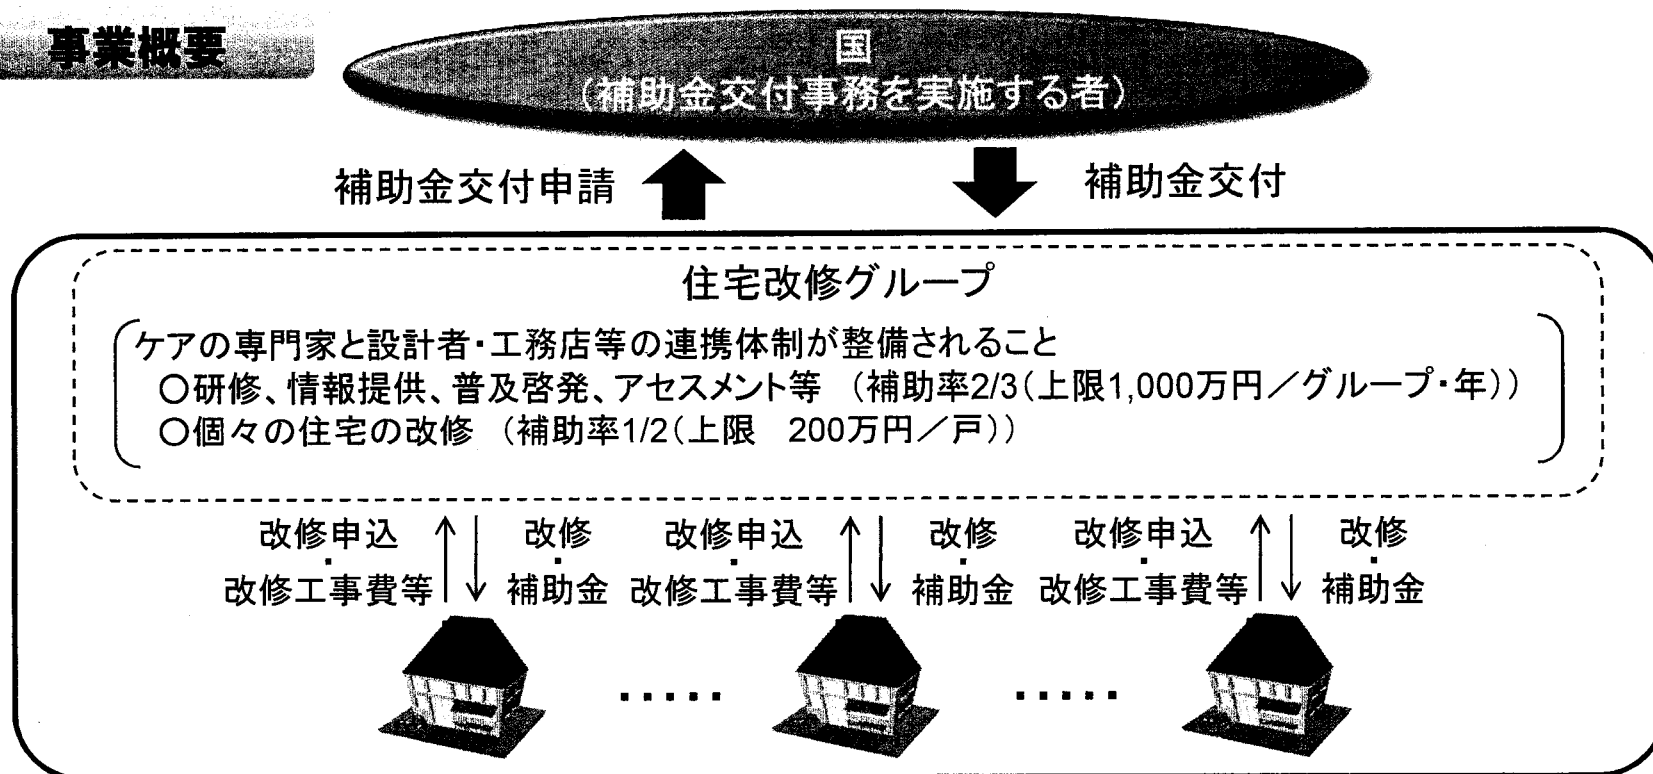 事業概要
国
（補助金交付事務を実施する者）
補助金交付申請
補助金交付
住宅改修グループ
ケアの専門家と設計者・工務店等の連携体制が整備されること
○研修、情報提供、普及啓発、アセスメント等　（補助率2/3（上限1,000万円／グループ・年））
○個々の住宅の改修　（補助率1/2（上限　200万円／戸））
改修申込
・
改修工事費等
改修
・
補助金
改修申込
・
改修工事費等
改修
・
補助金
改修申込
・
改修工事費等
改修
・
補助金
・・・・・
・・・・・